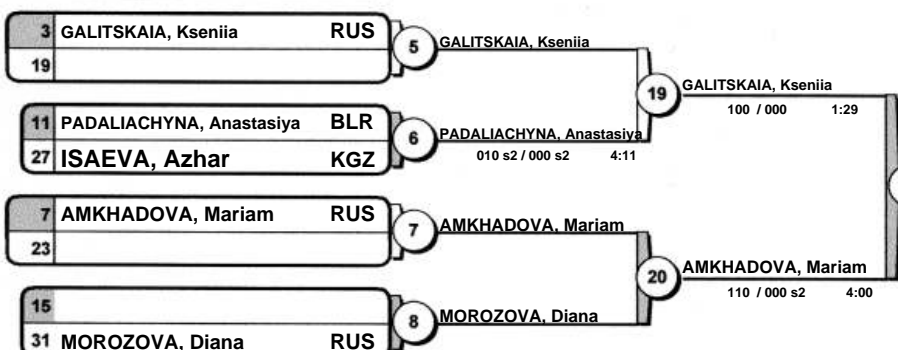 3 GALITSKAIA, Kseniia RUS
19
5
GALITSKAIA, Kseniia
11 PADALIACHYNA, Anastasiya BLR
27 ISAEVA, Azhar KGZ
6
PADALIACHYNA, Anastasiya
010 s2 / 000 s2 4:11
19
GALITSKAIA, Kseniia
100 / 000 1:29
7 AMKHADOVA, Mariam RUS
23
7
AMKHADOVA, Mariam
15
31 MOROZOVA, Diana RUS
8
MOROZOVA, Diana
20
AMKHADOVA, Mariam
110 / 000 s2 4:00